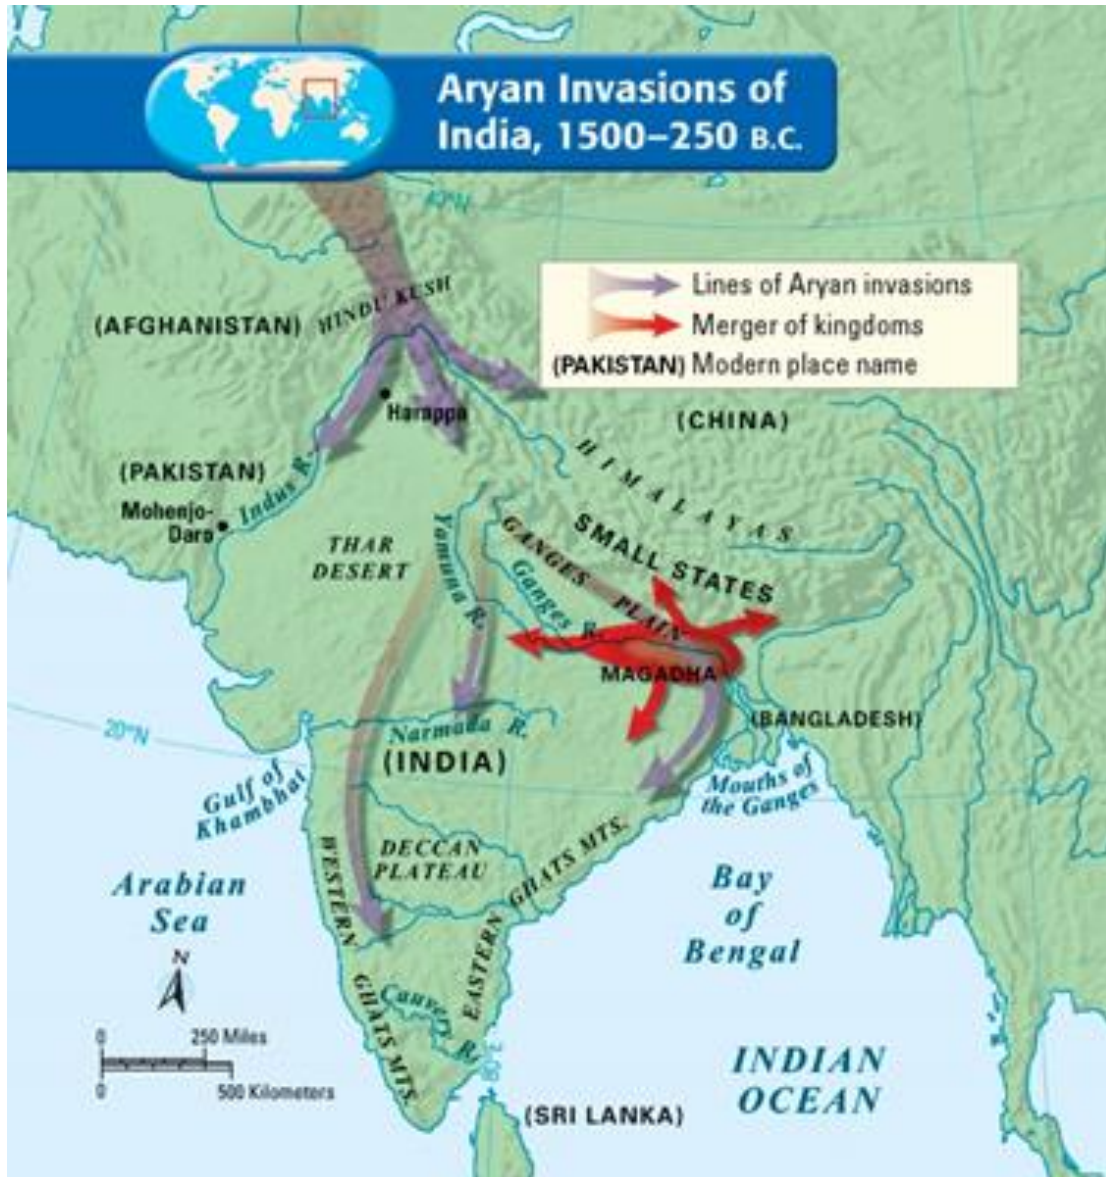 Aryan Invasions of
India, 1500–250 B.C.
40°N
Lines of Aryan invasions
Merger of kingdoms
(PAKISTAN) Modern place name
(AFGHANISTAN)
HINDU KUSH
Harappa
(CHINA)
(PAKISTAN)
Indus R.
Mohenjo-
Daro
HIMALAYAS
THAR
DESERT
Yamuna R.
GANGES PLAIN
Ganges R.
SMALL STATES
MAGADHA
(BANGLADESH)
20°N
Narmada R.
(INDIA)
Gulf of
Khambhat
Mouths of
the Ganges
DECCAN
PLATEAU
WESTERN
GHATS MTS.
EASTERN
GHATS MTS.
Arabian
Sea
Bay
of
Bengal
N
Cauvery R.
0 250 Miles
0 500 Kilometers
80°E
INDIAN
OCEAN
(SRI LANKA)